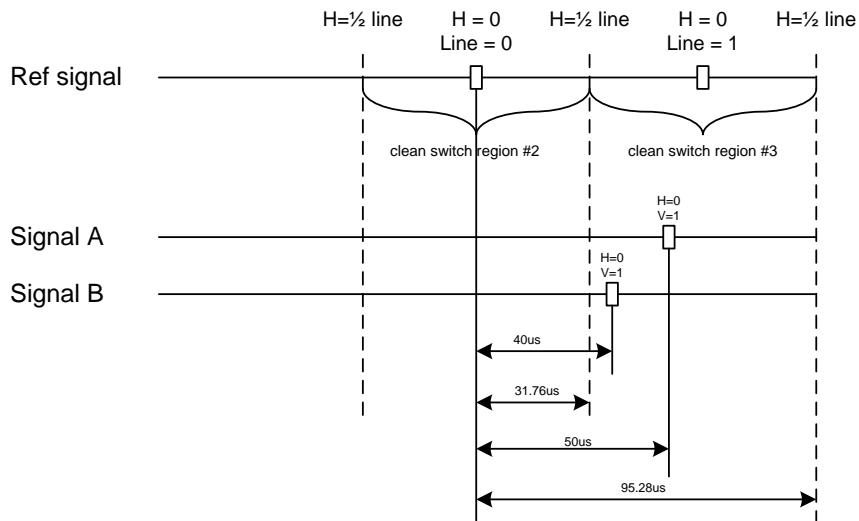 H=½ line
H = 0
Line = 0
H=½ line
H = 0
Line = 1
H=½ line
Ref signal
clean switch region #2
clean switch region #3
H=0
V=1
Signal A
H=0
V=1
Signal B
40us
31.76us
50us
95.28us